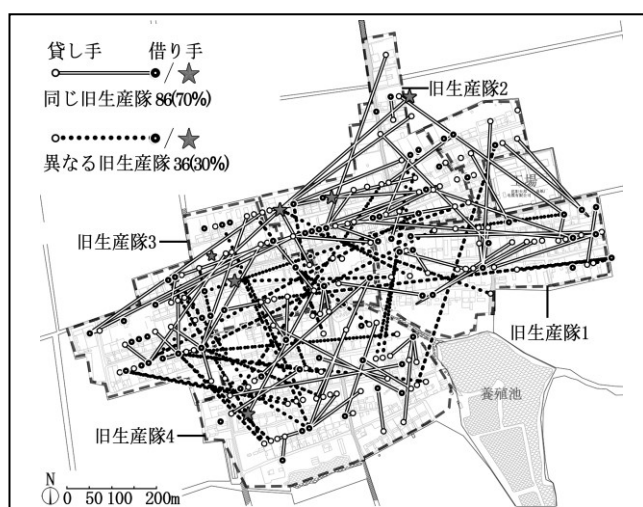 貸し手 借り手
同じ旧生産隊 86(70%)
異なる旧生産隊 36(30%)
旧生産隊2
旧生産隊3
旧生産隊1
旧生産隊4
養殖池
N
0 50 100 200m